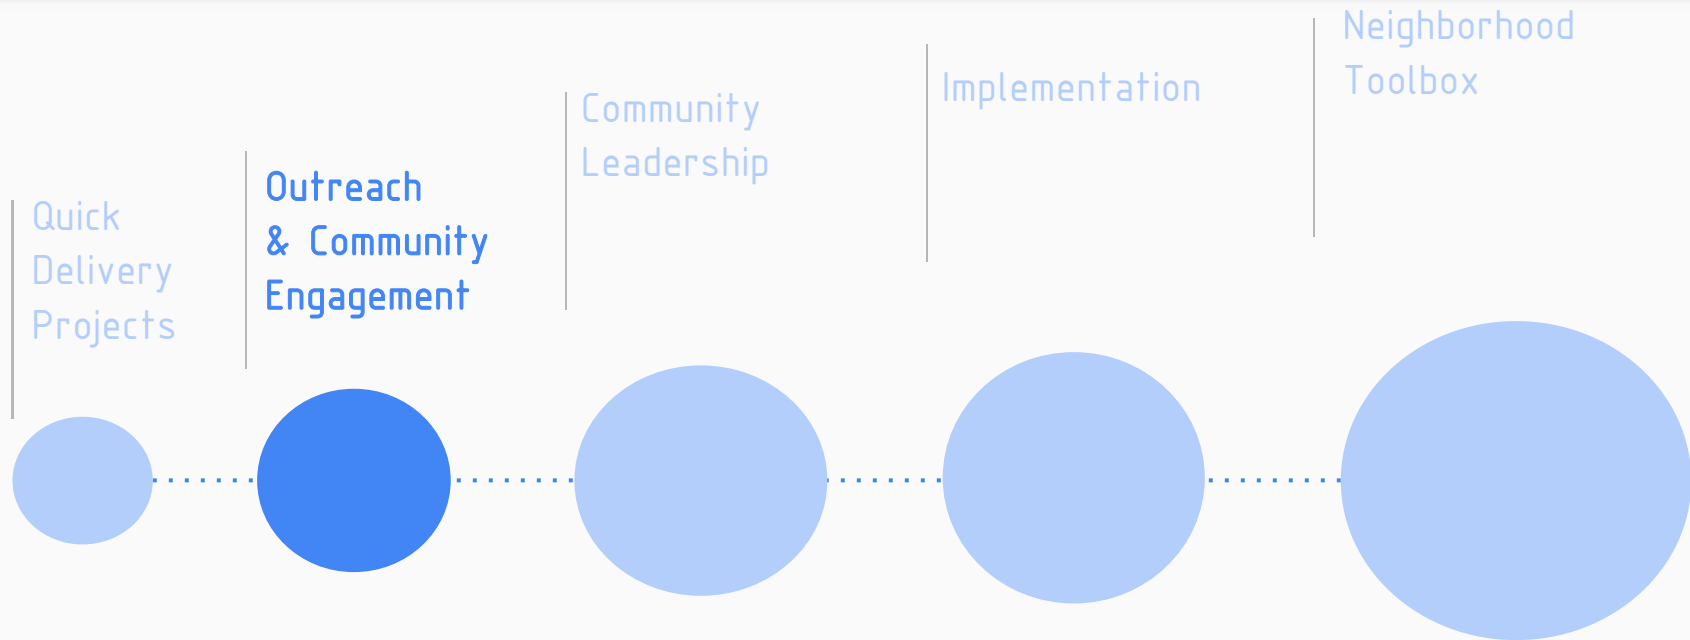 Quick
Delivery
Projects
Outreach
& Community
Engagement
Community
Leadership
Implementation
Neighborhood
Toolbox